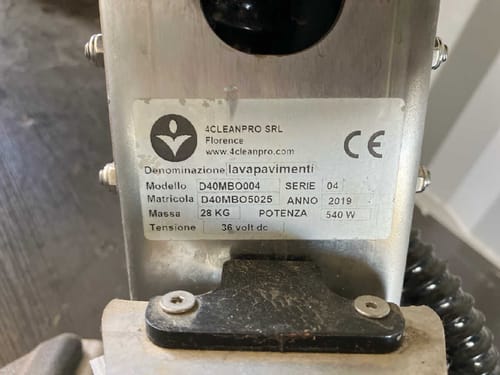 4CLEANPRO SRL
Florence
www.4cleanpro.com
CE
Denominazione lavapavimenti
Modello D40MBO004 SERIE 04
Matricola D40MBO5025 ANNO 2019
Massa 28 KG POTENZA 540 W
Tensione 36 volt dc